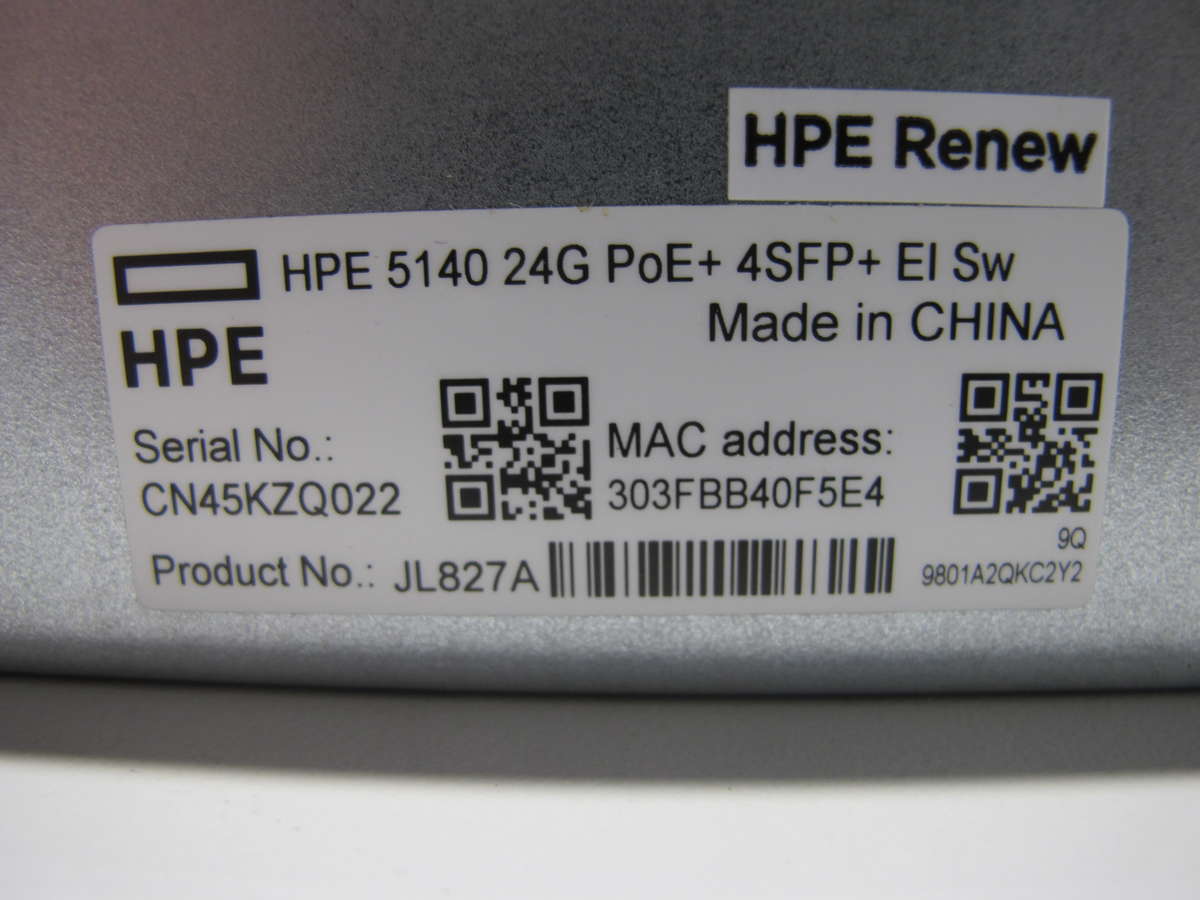 HPE Renew
HPE 5140 24G PoE+ 4SFP+ EI Sw
Made in CHINA
HPE
Serial No.:
CN45KZQ022
MAC address:
303FBB40F5E4
Product No.: JL827A
9Q
9801A2QKC2Y2